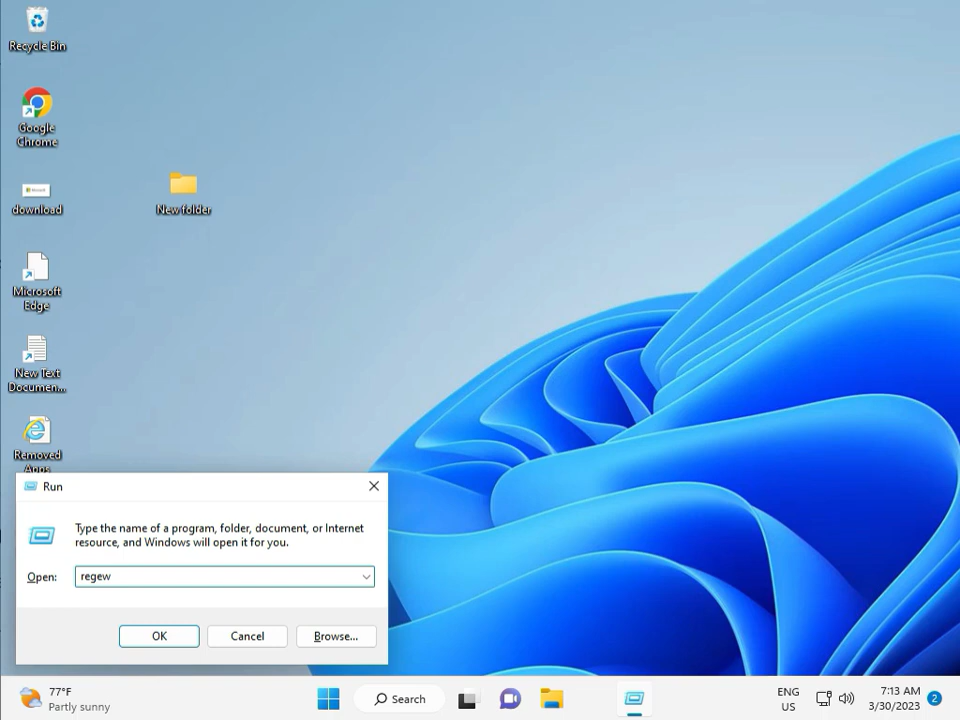 Recycle Bin
Google
Chrome
download
New folder
Microsoft
Edge
New Text
Documen...
Removed
Apps
Run
Type the name of a program, folder, document, or Internet
resource, and Windows will open it for you.
Open:
regew
OK
Cancel
Browse...
77°F
Partly sunny
Search
ENG
US
7:13 AM
3/30/2023
2